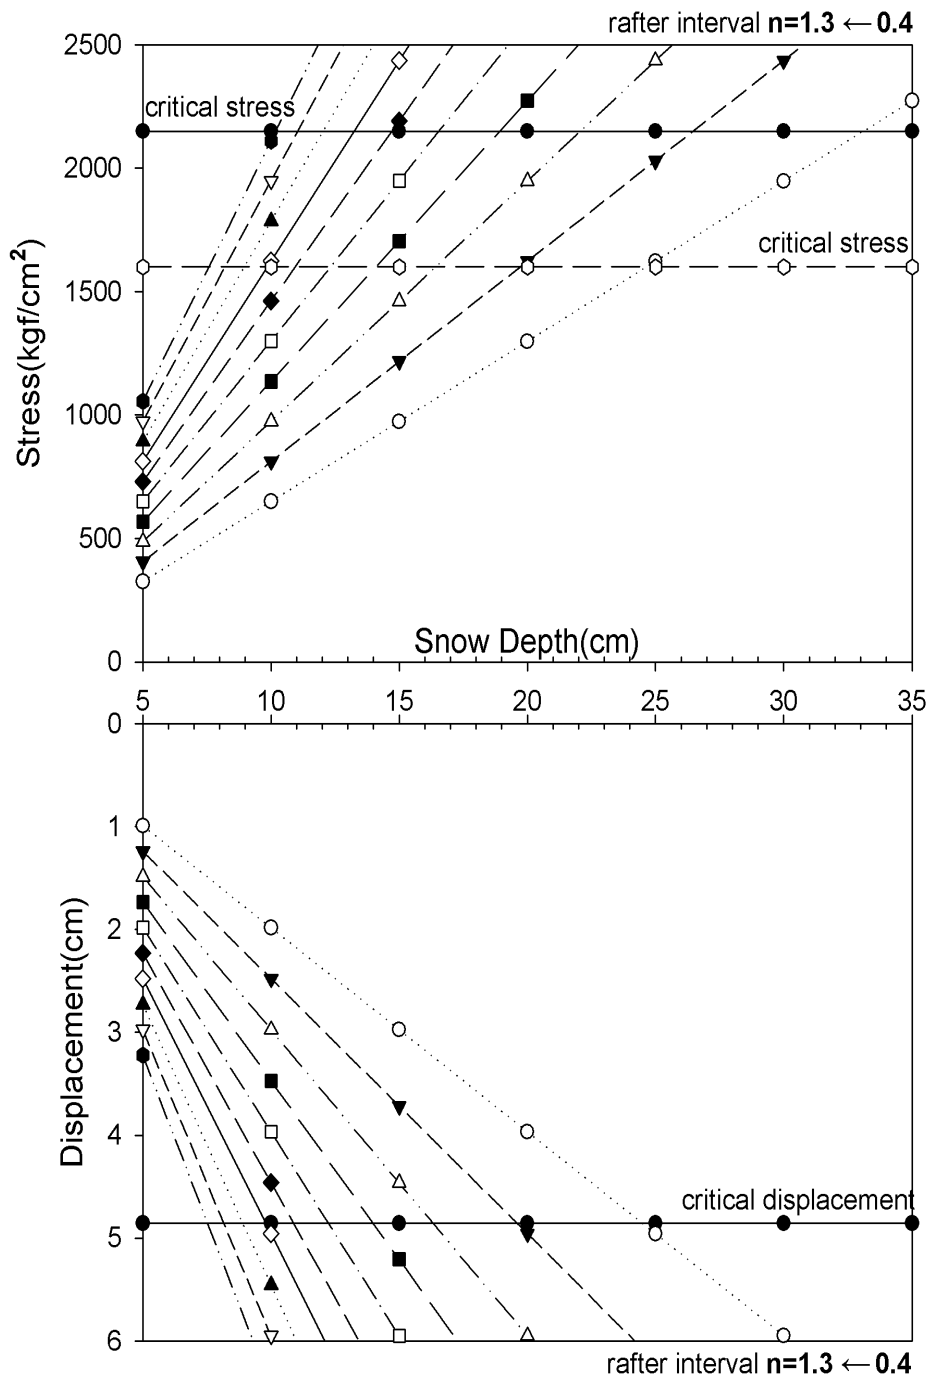 rafter interval n=1.3 ← 0.4
2500
critical stress
2000
critical stress
1500
Stress(kgf/cm²)
1000
500
0
Snow Depth(cm)
5 10 15 20 25 30 35
0
1
2
3
Displacement(cm)
4
critical displacement
5
6
rafter interval n=1.3 ← 0.4